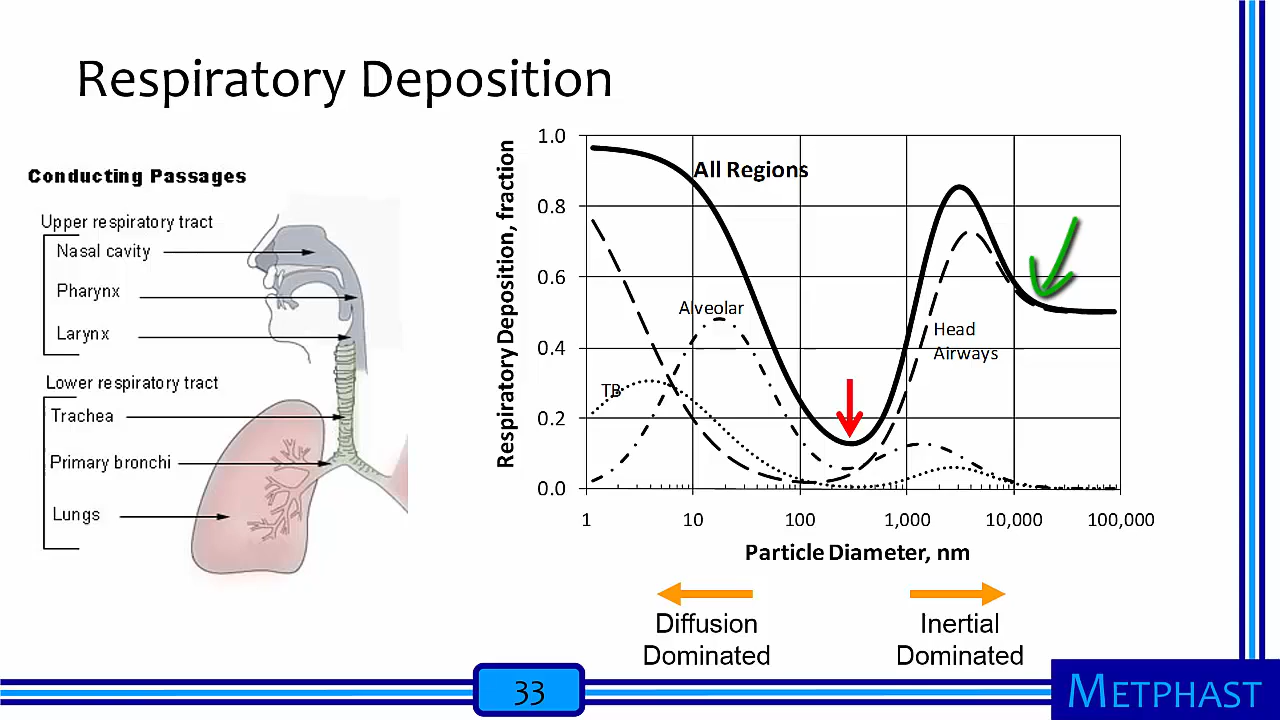 Respiratory Deposition
Conducting Passages
Upper respiratory tract
Nasal cavity
Pharynx
Larynx
Lower respiratory tract
Trachea
Primary bronchi
Lungs
Respiratory Deposition, fraction
1.0
0.8
0.6
0.4
0.2
0.0
All Regions
Alveolar
TB
Head
Airways
1
10
100
1,000
10,000
100,000
Particle Diameter, nm
Diffusion
Dominated
Inertial
Dominated
33
METPHAST